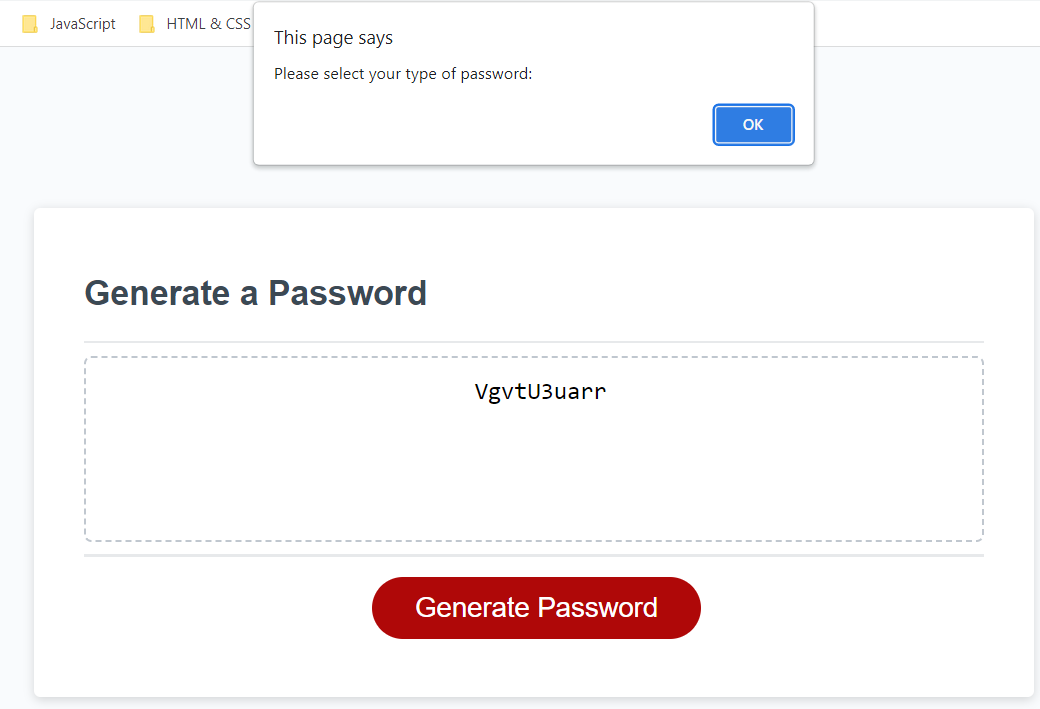 JavaScript HTML & CSS
This page says
Please select your type of password:
OK
Generate a Password
VgvtU3uarr
Generate Password